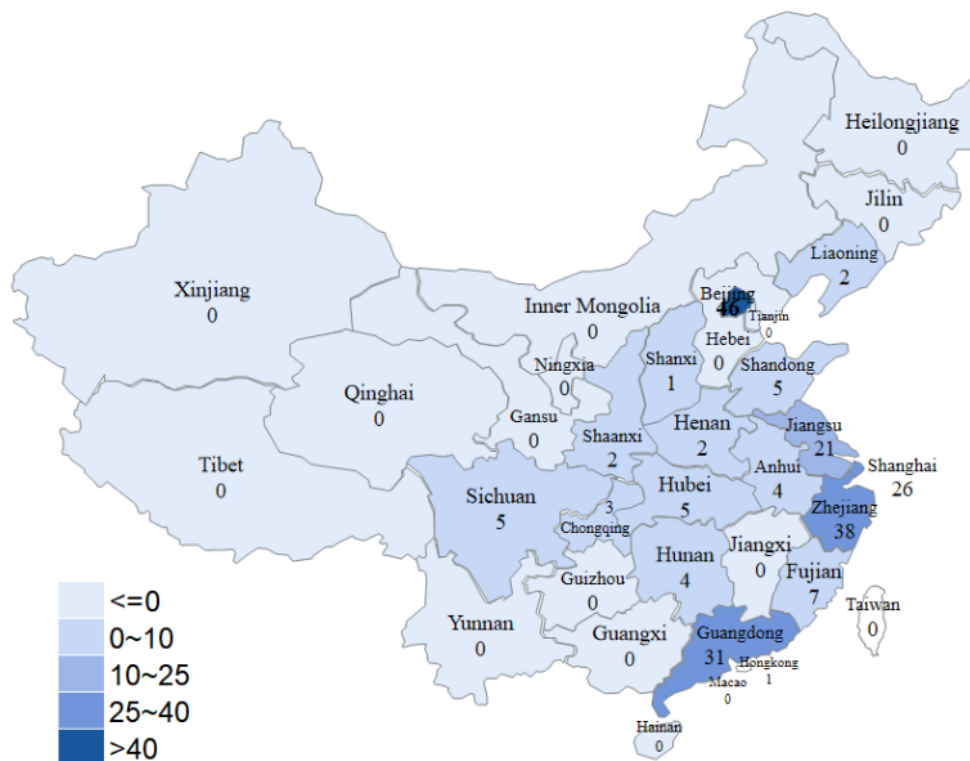 Heilongjiang
0
Jilin
0
Liaoning
2
Xinjiang
0
Inner Mongolia
0
Beijing
46
Tianjin
0
Hebei
0
Ningxia
0
Shanxi
1
Shandong
5
Qinghai
0
Gansu
0
Shaanxi
2
Henan
2
Jiangsu
21
Tibet
0
Sichuan
5
3
Chongqing
Hubei
5
Anhui
4
Shanghai
26
Zhejiang
38
Hunan
4
Jiangxi
0
Fujian
7
Guizhou
0
Yunnan
0
Guangxi
0
Guangdong
31
Hongkong
1
Macao
0
Taiwan
0
Hainan
0
<=0
0~10
10~25
25~40
>40